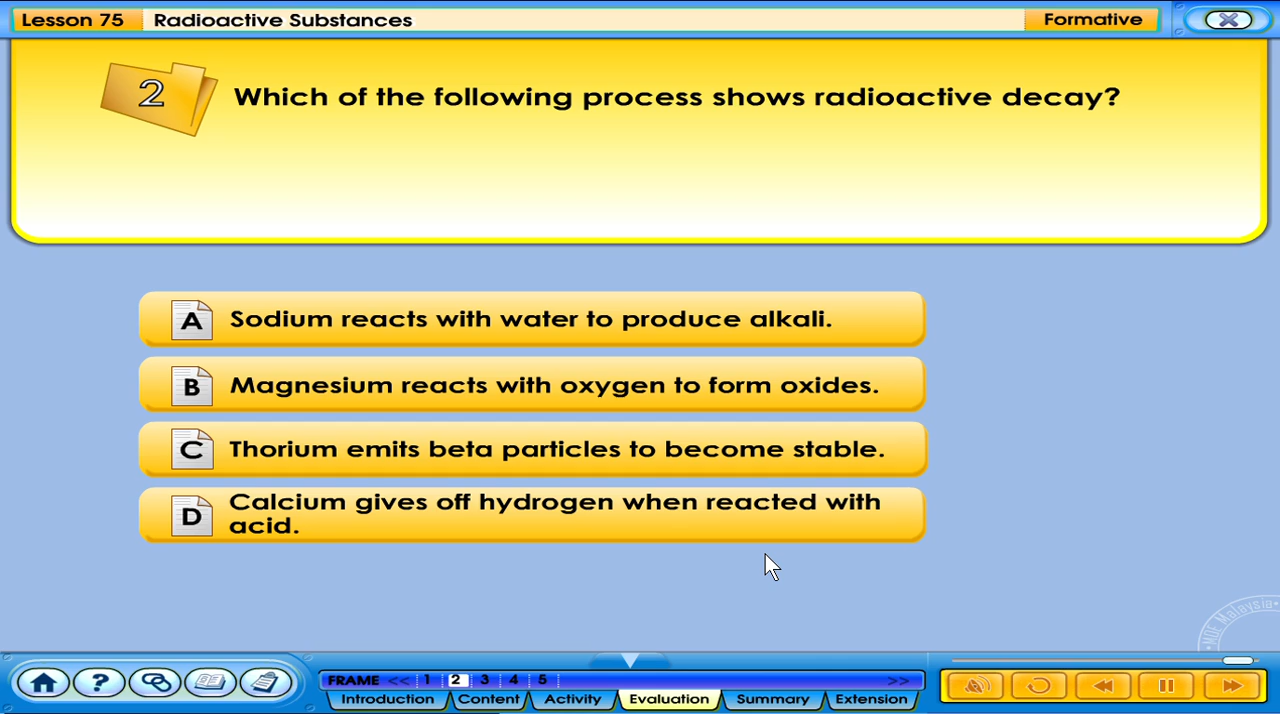 Lesson 75 Radioactive Substances Formative
2 Which of the following process shows radioactive decay?
A Sodium reacts with water to produce alkali.
B Magnesium reacts with oxygen to form oxides.
C Thorium emits beta particles to become stable.
D Calcium gives off hydrogen when reacted with
acid.
MOE Malaysia
?
FRAME << 1 2 3 4 5 >>
Introduction Content Activity Evaluation Summary Extension